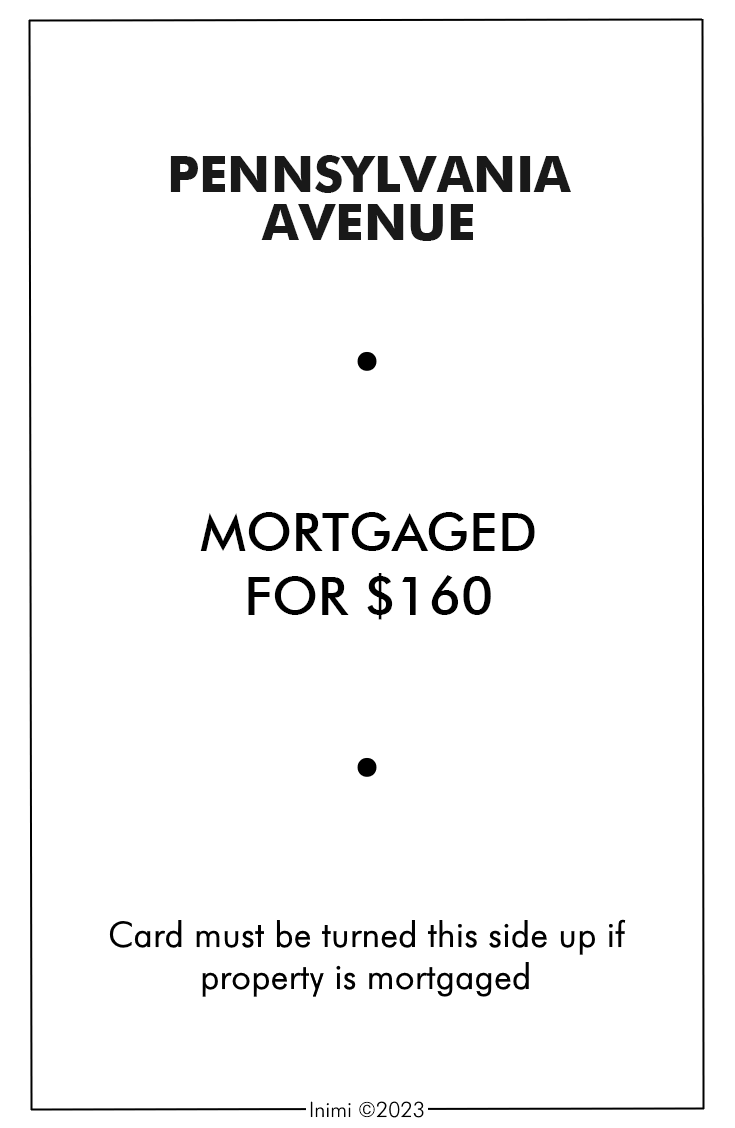 PENNSYLVANIA
AVENUE
MORTGAGED
FOR $160
Card must be turned this side up if
property is mortgaged
Inimi ©2023